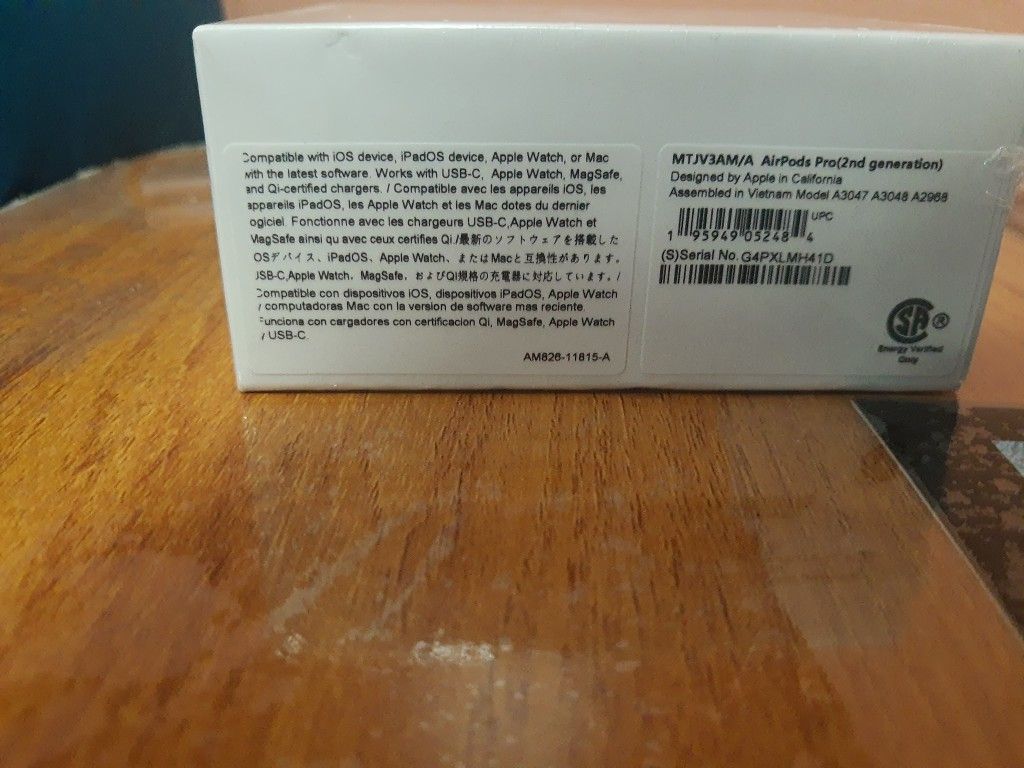 Compatible with iOS device, iPadOS device, Apple Watch, or Mac
with the latest software. Works with USB-C, Apple Watch, MagSafe,
and Qi-certified chargers. / Compatible avec les appareils iOS, les
appareils iPadOS, les Apple Watch et les Mac dotes du dernier
ogiciel. Fonctionne avec les chargeurs USB-C,Apple Watch et
MagSafe ainsi qu avec ceux certifies Qi./最新のソフトウェアを搭載した
OSデバイス、iPadOS、Apple Watch、またはMacと互換性があります。
USB-C,Apple Watch、MagSafe、およびQi規格の充電器に対応しています。/
Compatible con dispositivos iOS, dispositivos iPadOS, Apple Watch
y computadoras Mac con la version de software mas reciente.
Funciona con cargadores con certificacion Qi, MagSafe, Apple Watch
y USB-C.
AM826-11815-A
MTJV3AM/A AirPods Pro(2nd generation)
Designed by Apple in California
Assembled in Vietnam Model A3047 A3048 A2968
UPC
1 95949 05248 4
(S)Serial No. G4PXLMH41D
SA ®
Energy Verified
Only